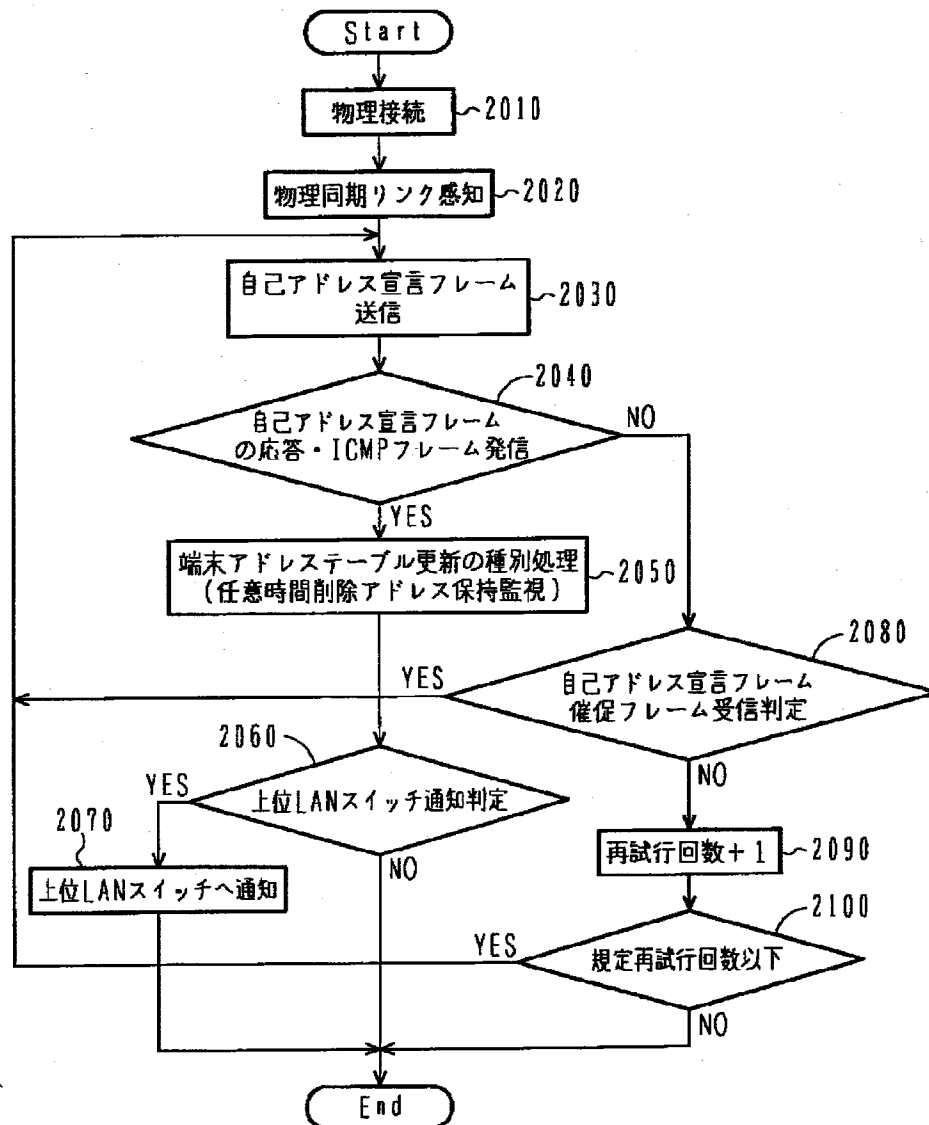 Start
物理接続
2010
物理同期リンク感知
2020
自己アドレス宣言フレーム
送信
2030
2040
自己アドレス宣言フレーム
の応答・ICMPフレーム発信
NO
YES
端末アドレステーブル更新の種別処理
(任意時間削除アドレス保持監視)
2050
2080
自己アドレス宣言フレーム
催促フレーム受信判定
YES
NO
2060
上位LANスイッチ通知判定
YES
NO
2070
上位LANスイッチへ通知
再試行回数+1
2090
2100
規定再試行回数以下
YES
NO
End